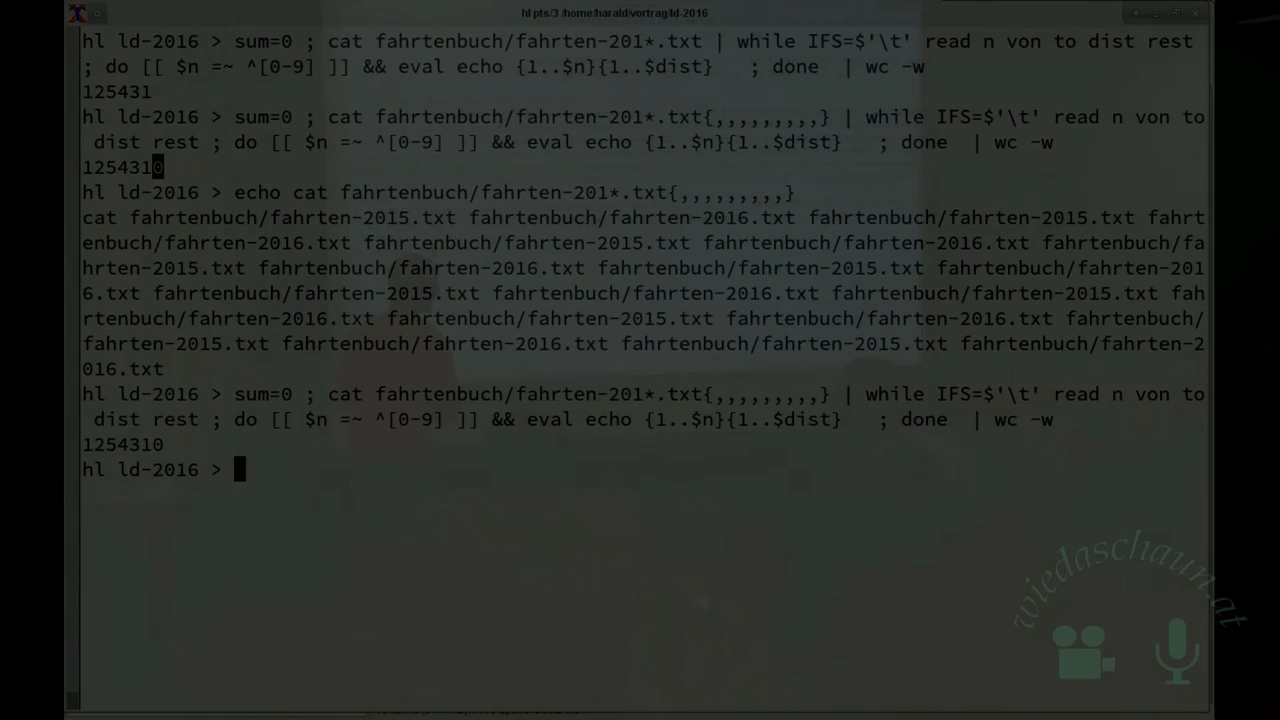 hl pts/3 /home/harald/vortrag/ld-2016
hl ld-2016 > sum=0 ; cat fahrtenbuch/fahrten-201*.txt | while IFS=$'\t' read n von to dist rest
; do [[ $n =~ ^[0-9] ]] && eval echo {1..$n}{1..$dist}   ; done  | wc -w
125431
hl ld-2016 > sum=0 ; cat fahrtenbuch/fahrten-201*.txt{,,,,,,,,,} | while IFS=$'\t' read n von to
 dist rest ; do [[ $n =~ ^[0-9] ]] && eval echo {1..$n}{1..$dist}   ; done  | wc -w
1254310
hl ld-2016 > echo cat fahrtenbuch/fahrten-201*.txt{,,,,,,,,,}
cat fahrtenbuch/fahrten-2015.txt fahrtenbuch/fahrten-2016.txt fahrtenbuch/fahrten-2015.txt fahrt
enbuch/fahrten-2016.txt fahrtenbuch/fahrten-2015.txt fahrtenbuch/fahrten-2016.txt fahrtenbuch/fa
hrten-2015.txt fahrtenbuch/fahrten-2016.txt fahrtenbuch/fahrten-2015.txt fahrtenbuch/fahrten-201
6.txt fahrtenbuch/fahrten-2015.txt fahrtenbuch/fahrten-2016.txt fahrtenbuch/fahrten-2015.txt fah
rtenbuch/fahrten-2016.txt fahrtenbuch/fahrten-2015.txt fahrtenbuch/fahrten-2016.txt fahrtenbuch/
fahrten-2015.txt fahrtenbuch/fahrten-2016.txt fahrtenbuch/fahrten-2015.txt fahrtenbuch/fahrten-2
016.txt
hl ld-2016 > sum=0 ; cat fahrtenbuch/fahrten-201*.txt{,,,,,,,,,} | while IFS=$'\t' read n von to
 dist rest ; do [[ $n =~ ^[0-9] ]] && eval echo {1..$n}{1..$dist}   ; done  | wc -w
1254310
hl ld-2016 >
wiedaschaun.at